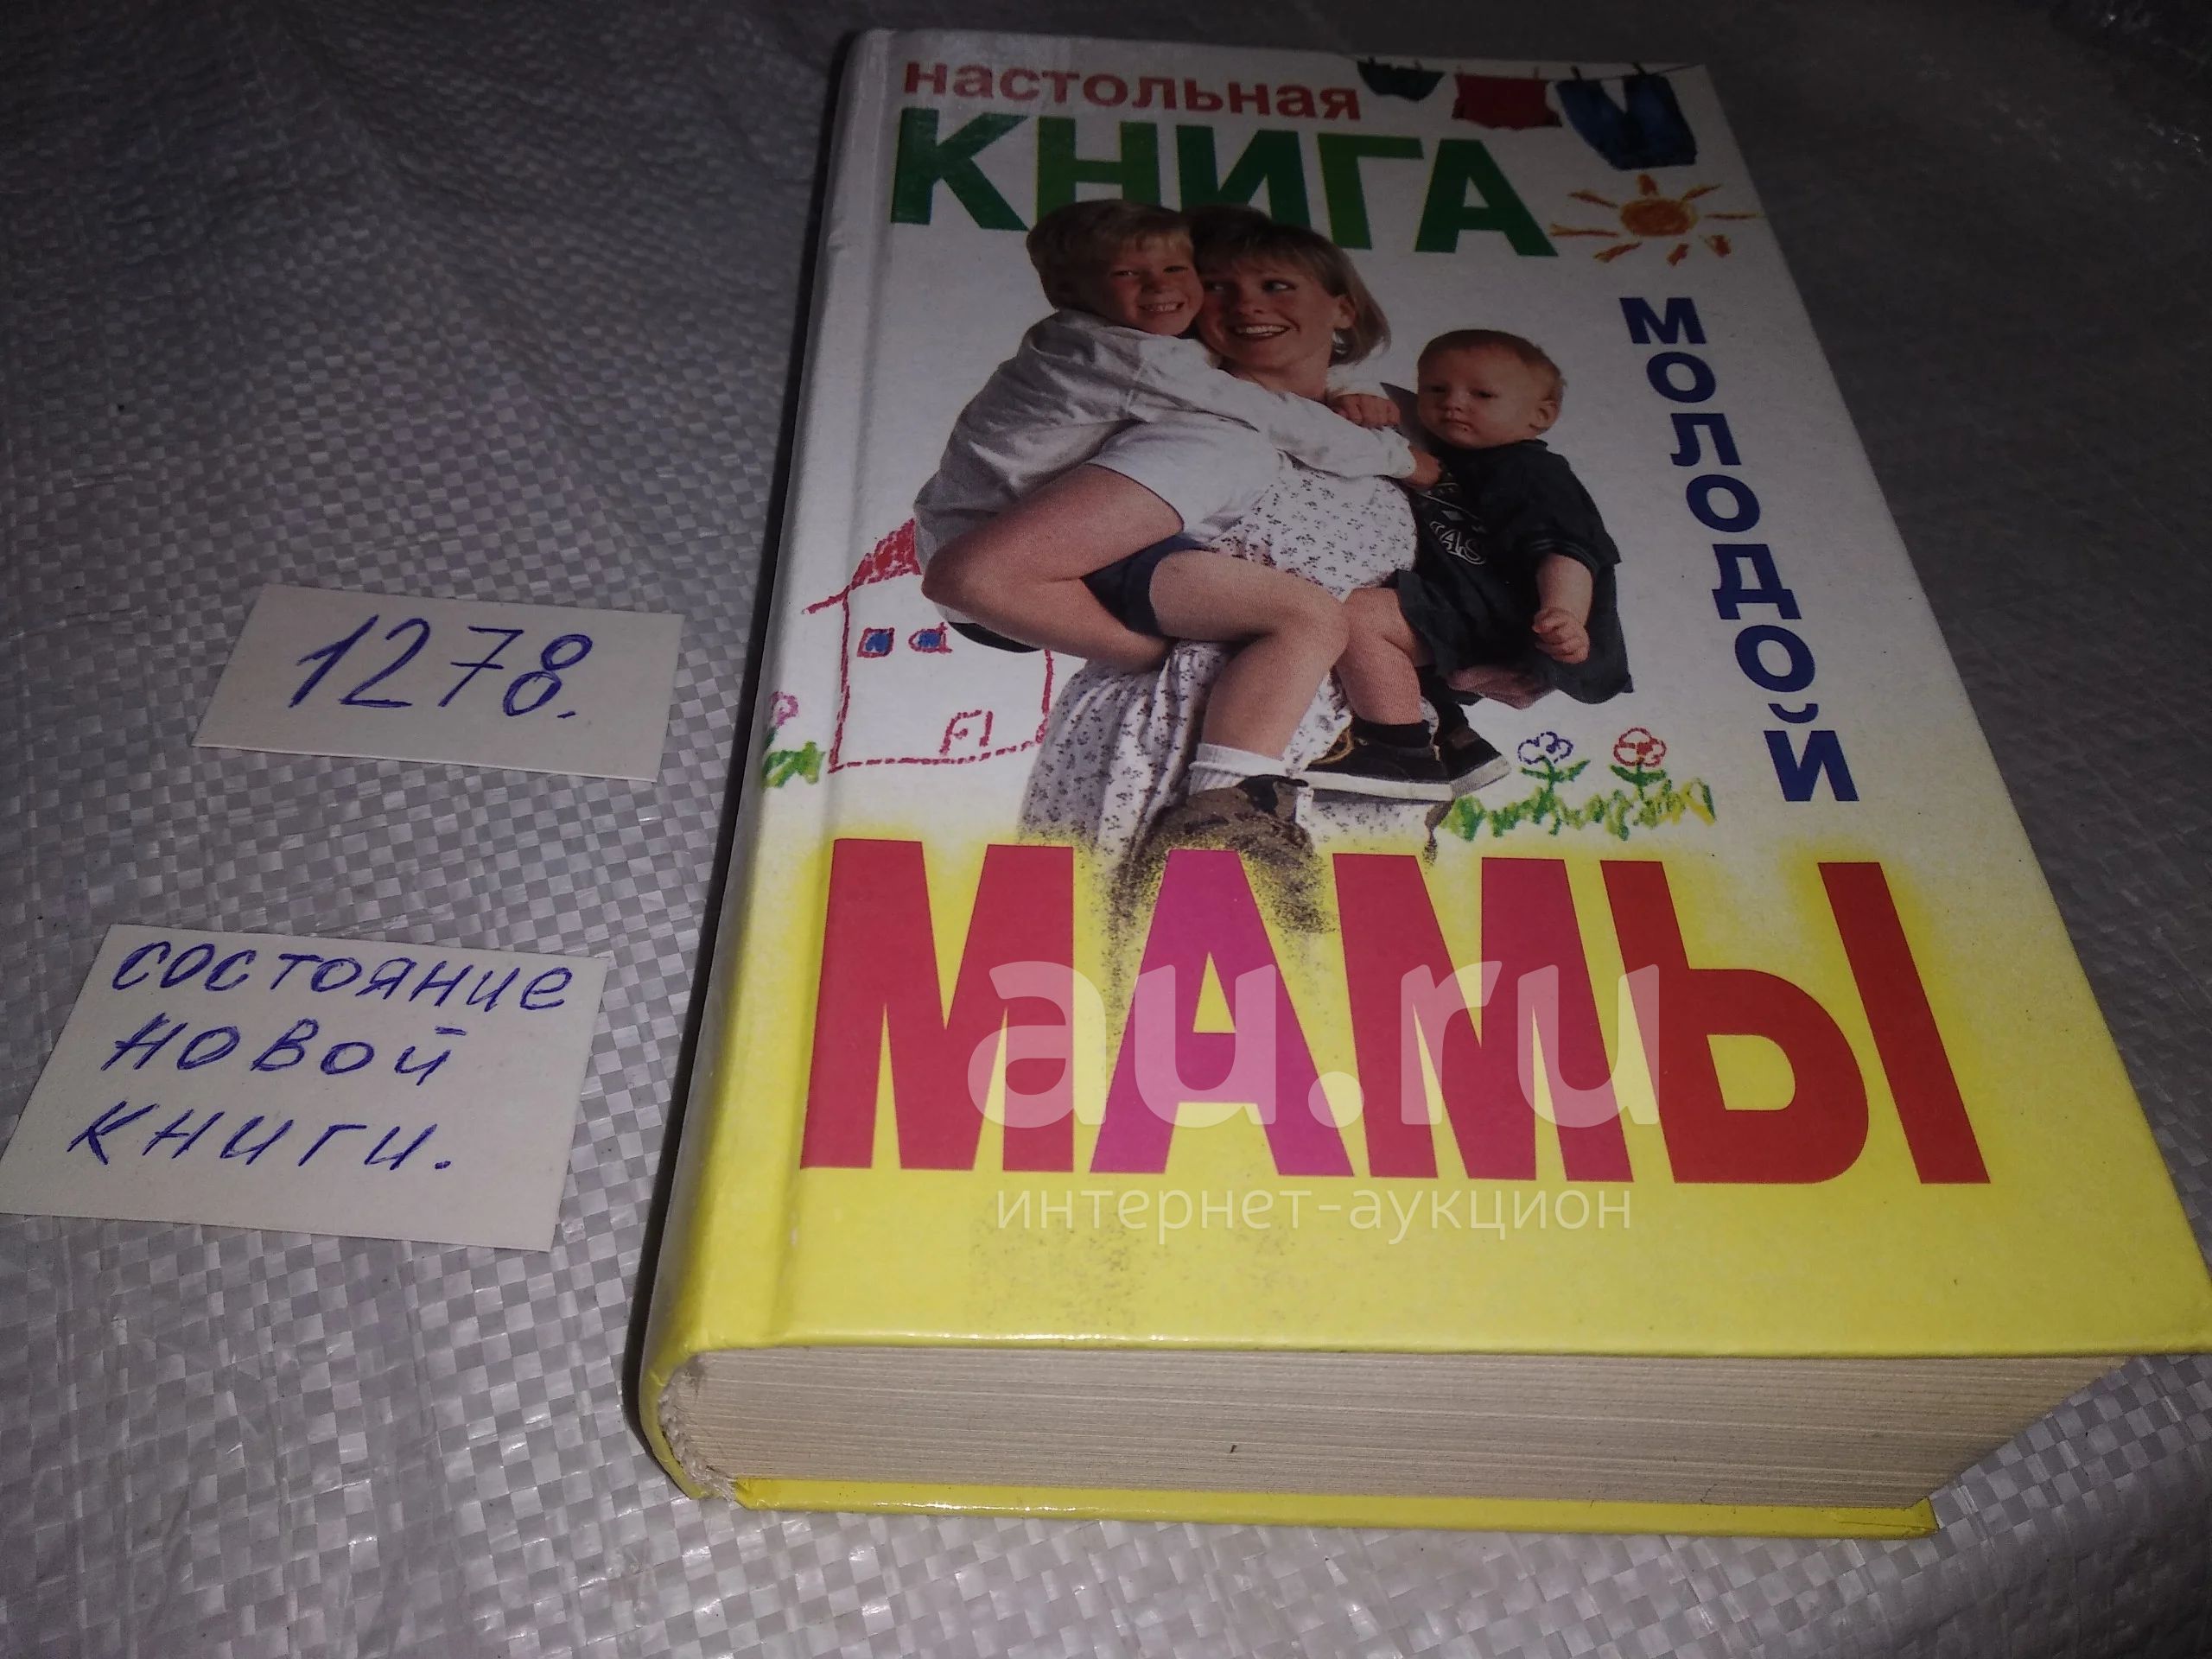 настольная
КНИГА
молодой
МАМЫ
1278.
состояние
новой
книги.
au.ru
интернет-аукцион